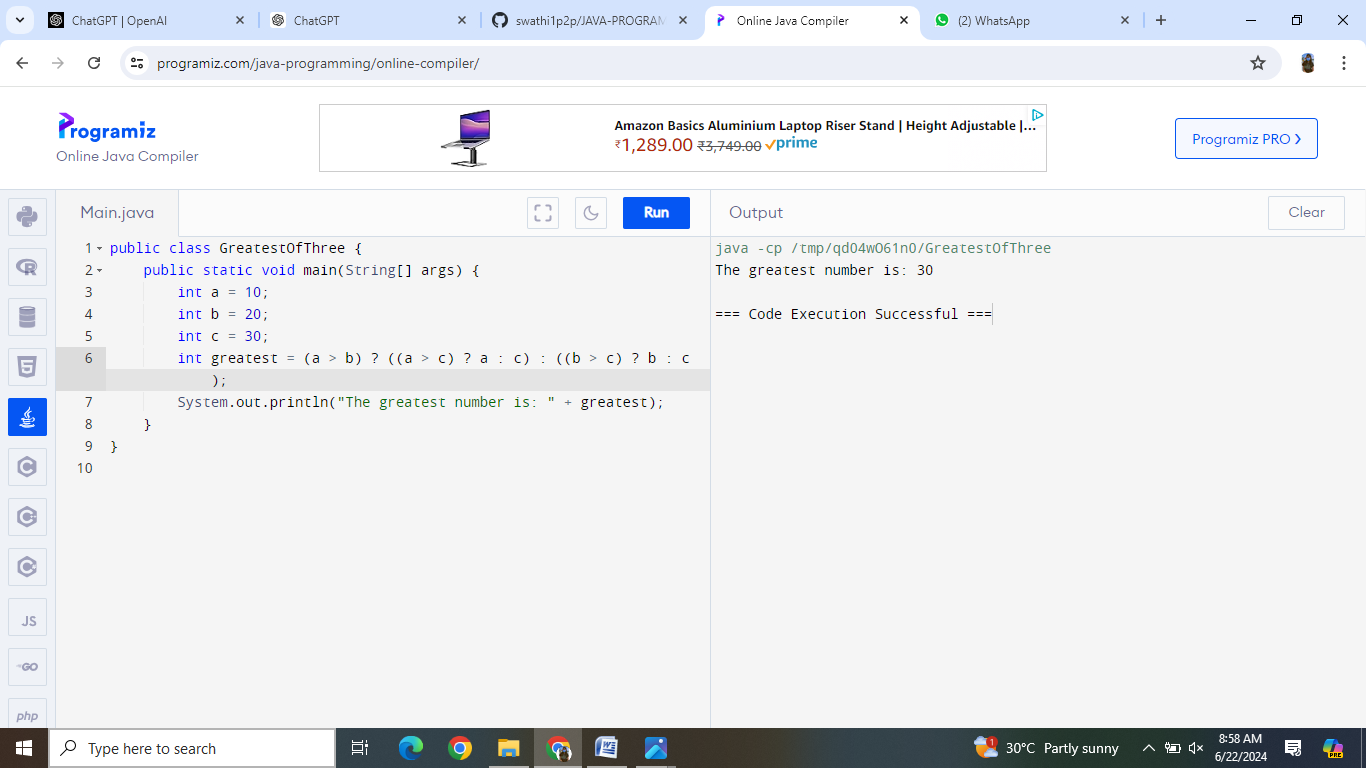 ChatGPT | OpenAI
ChatGPT
swathi1p2p/JAVA-PROGRAM
Online Java Compiler
(2) WhatsApp
programiz.com/java-programming/online-compiler/
Programiz
Online Java Compiler
Amazon Basics Aluminium Laptop Riser Stand | Height Adjustable |...
₹1,289.00 ₹3,749.00 prime
Programiz PRO
Main.java
Run
Output
Clear
1 public class GreatestOfThree {
2 public static void main(String[] args) {
3 int a = 10;
4 int b = 20;
5 int c = 30;
6 int greatest = (a > b) ? ((a > c) ? a : c) : ((b > c) ? b : c
);
7 System.out.println("The greatest number is: " + greatest);
8 }
9 }
10
java -cp /tmp/qdO4wO61nO/GreatestOfThree
The greatest number is: 30
=== Code Execution Successful ===
JS
GO
php
Type here to search
1
30°C Partly sunny
8:58 AM
6/22/2024
PRE